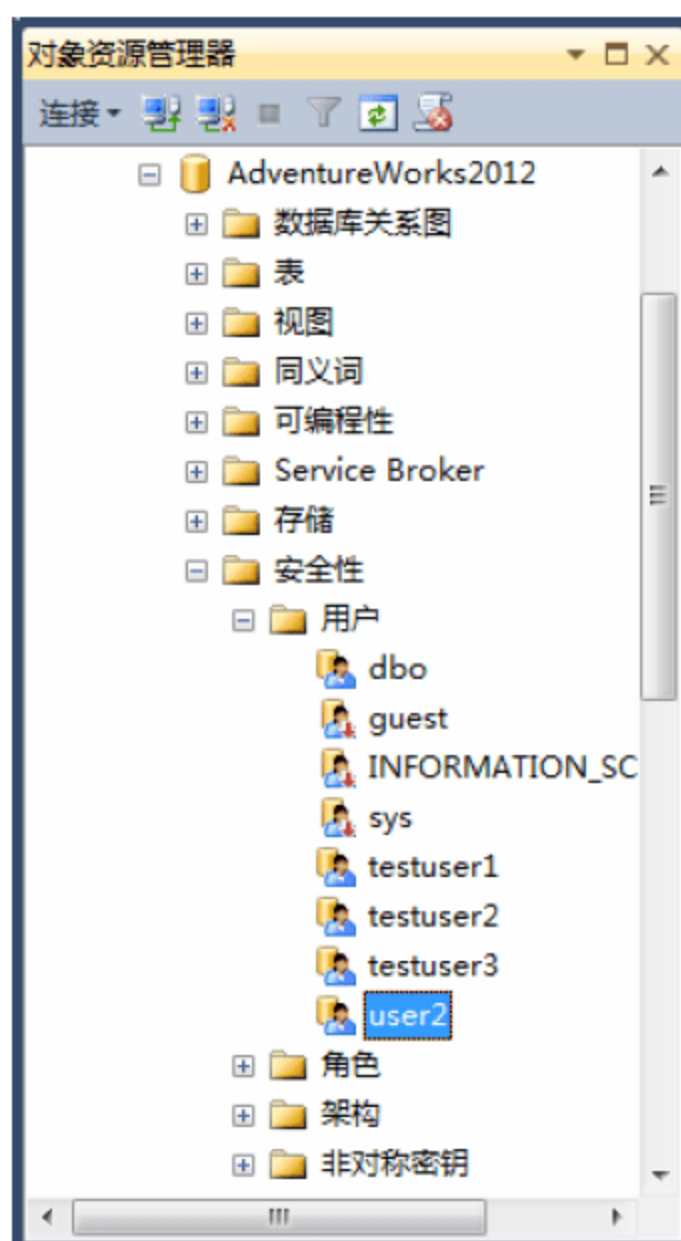 对象资源管理器
连接
AdventureWorks2012
数据库关系图
表
视图
同义词
可编程性
Service Broker
存储
安全性
用户
dbo
guest
INFORMATION_SC
sys
testuser1
testuser2
testuser3
user2
角色
架构
非对称密钥